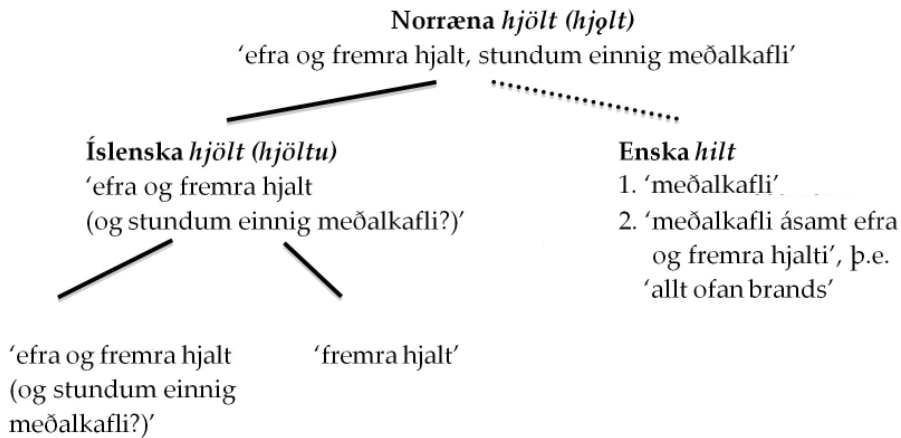 Norræna hjölt (hjǫlt)
‘efra og fremra hjalt, stundum einnig meðalkafli’
Íslenska hjölt (hjöltu)
‘efra og fremra hjalt
(og stundum einnig meðalkafli?)’
Enska hilt
1. ‘meðalkafli’
2. ‘meðalkafli ásamt efra
og fremra hjalti’, þ.e.
‘allt ofan brands’
‘efra og fremra hjalt
(og stundum einnig
meðalkafli?)’
‘fremra hjalt’